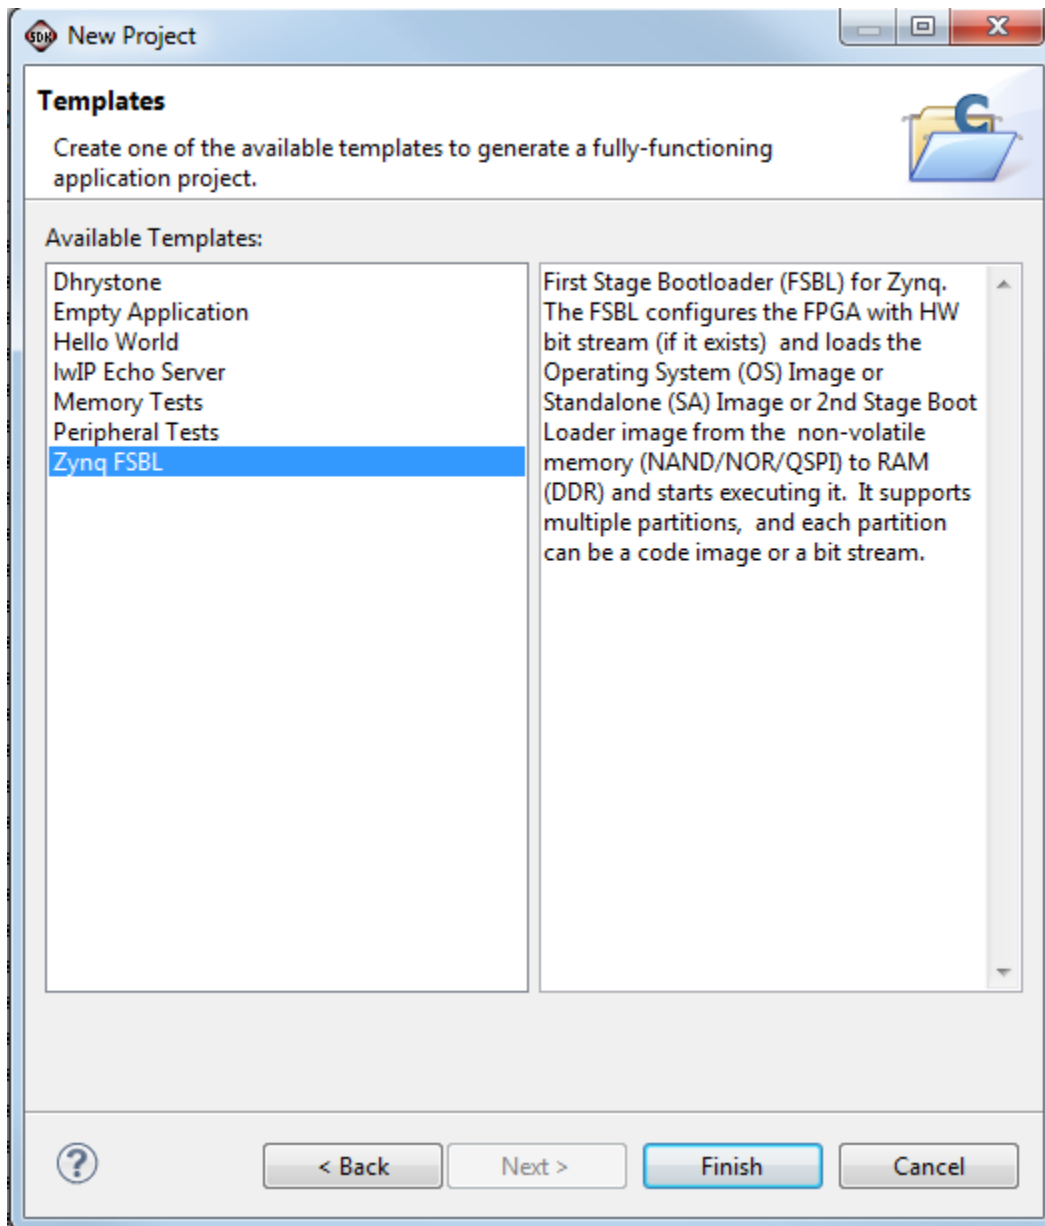 SDK New Project
Templates
Create one of the available templates to generate a fully-functioning
application project.
C
Available Templates:
Dhrystone
Empty Application
Hello World
lwIP Echo Server
Memory Tests
Peripheral Tests
Zynq FSBL
First Stage Bootloader (FSBL) for Zynq.
The FSBL configures the FPGA with HW
bit stream (if it exists)  and loads the
Operating System (OS) Image or
Standalone (SA) Image or 2nd Stage Boot
Loader image from the  non-volatile
memory (NAND/NOR/QSPI) to RAM
(DDR) and starts executing it.  It supports
multiple partitions,  and each partition
can be a code image or a bit stream.
?
< Back
Next >
Finish
Cancel